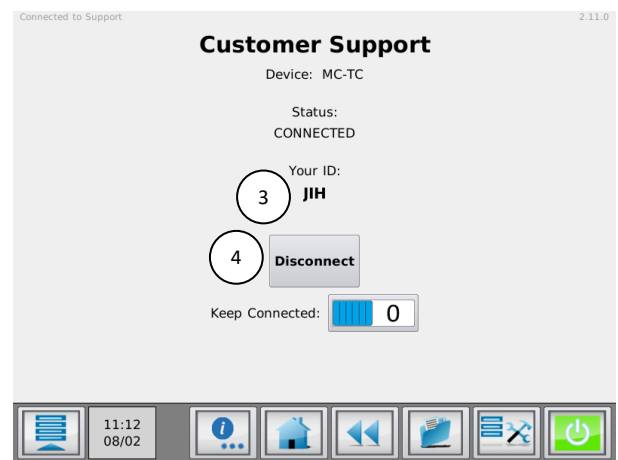 Connected to Support 2.11.0
Customer Support
Device: MC-TC
Status:
CONNECTED
Your ID:
3 JIH
4 Disconnect
Keep Connected: 0
11:12
08/02
i